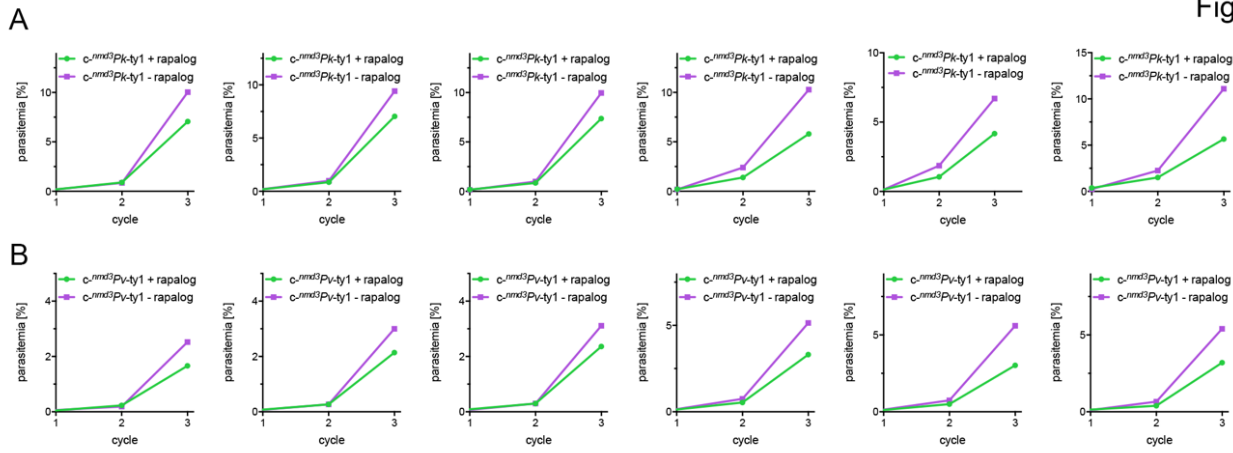 Fig
A
c-nmd3Pk-ty1 + rapalog
c-nmd3Pk-ty1 - rapalog
parasitemia [%]
10
5
0
1 2 3
cycle
c-nmd3Pk-ty1 + rapalog
c-nmd3Pk-ty1 - rapalog
parasitemia [%]
10
5
0
1 2 3
cycle
c-nmd3Pk-ty1 + rapalog
c-nmd3Pk-ty1 - rapalog
parasitemia [%]
10
5
0
1 2 3
cycle
c-nmd3Pk-ty1 + rapalog
c-nmd3Pk-ty1 - rapalog
parasitemia [%]
10
5
0
1 2 3
cycle
c-nmd3Pk-ty1 + rapalog
c-nmd3Pk-ty1 - rapalog
parasitemia [%]
10
5
0
1 2 3
cycle
c-nmd3Pk-ty1 + rapalog
c-nmd3Pk-ty1 - rapalog
parasitemia [%]
15
10
5
0
1 2 3
cycle
B
c-nmd3Pv-ty1 + rapalog
c-nmd3Pv-ty1 - rapalog
parasitemia [%]
4
2
0
1 2 3
cycle
c-nmd3Pv-ty1 + rapalog
c-nmd3Pv-ty1 - rapalog
parasitemia [%]
4
2
0
1 2 3
cycle
c-nmd3Pv-ty1 + rapalog
c-nmd3Pv-ty1 - rapalog
parasitemia [%]
4
2
0
1 2 3
cycle
c-nmd3Pv-ty1 + rapalog
c-nmd3Pv-ty1 - rapalog
parasitemia [%]
5
0
1 2 3
cycle
c-nmd3Pv-ty1 + rapalog
c-nmd3Pv-ty1 - rapalog
parasitemia [%]
5
0
1 2 3
cycle
c-nmd3Pv-ty1 + rapalog
c-nmd3Pv-ty1 - rapalog
parasitemia [%]
5
0
1 2 3
cycle